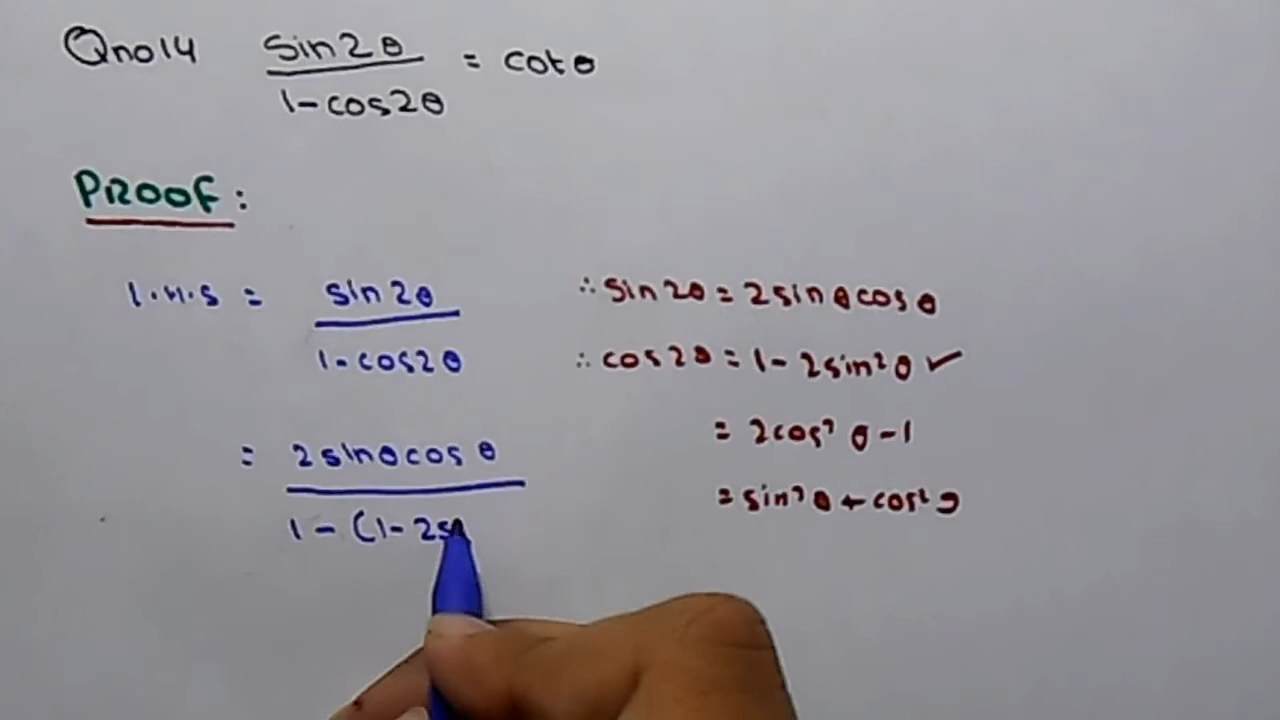 Qno14 sin2θ / 1-cos2θ = cotθ
PROOF:
L.H.S = sin2θ / 1-cos2θ
= 2sinθcosθ / 1-(1-2s
∴ sin2θ = 2sinθcosθ
∴ cos2θ = 1-2sin²θ ✓
= 2cos²θ-1
= sin²θ+cos²θ